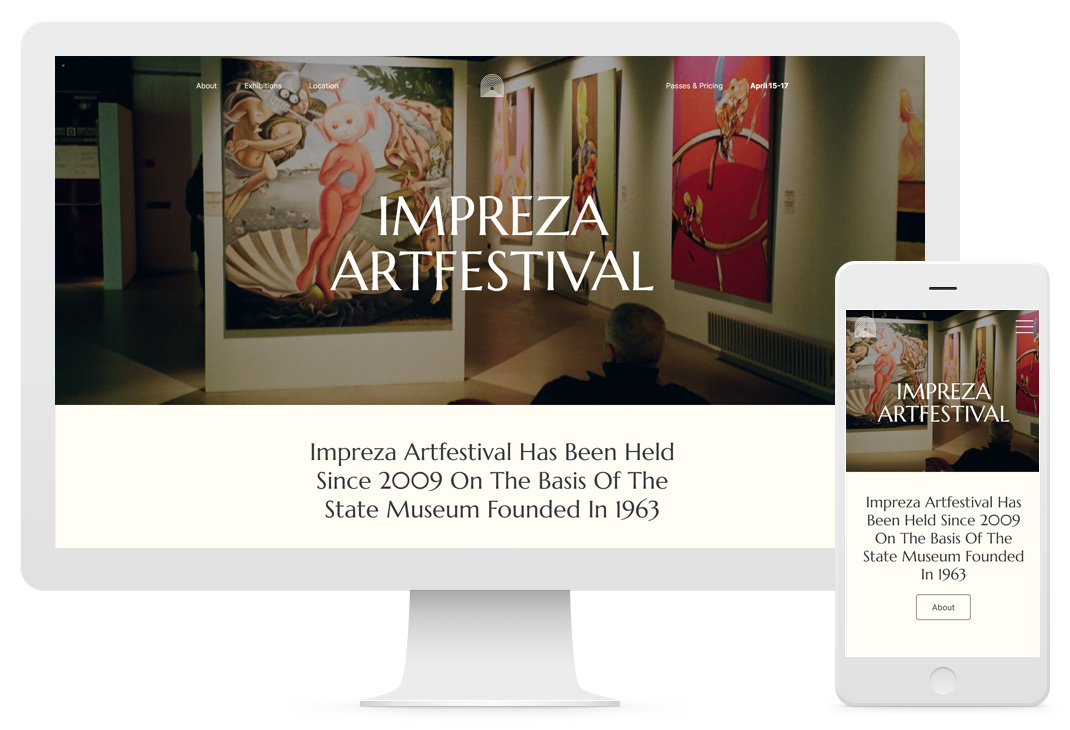 About Exhibitions Location Passes & Pricing April 15-17
IMPREZA
ARTFESTIVAL
Impreza Artfestival Has Been Held
Since 2009 On The Basis Of The
State Museum Founded In 1963
IMPREZA
ARTFESTIVAL
Impreza Artfestival Has
Been Held Since 2009
On The Basis Of The
State Museum Founded
In 1963
About